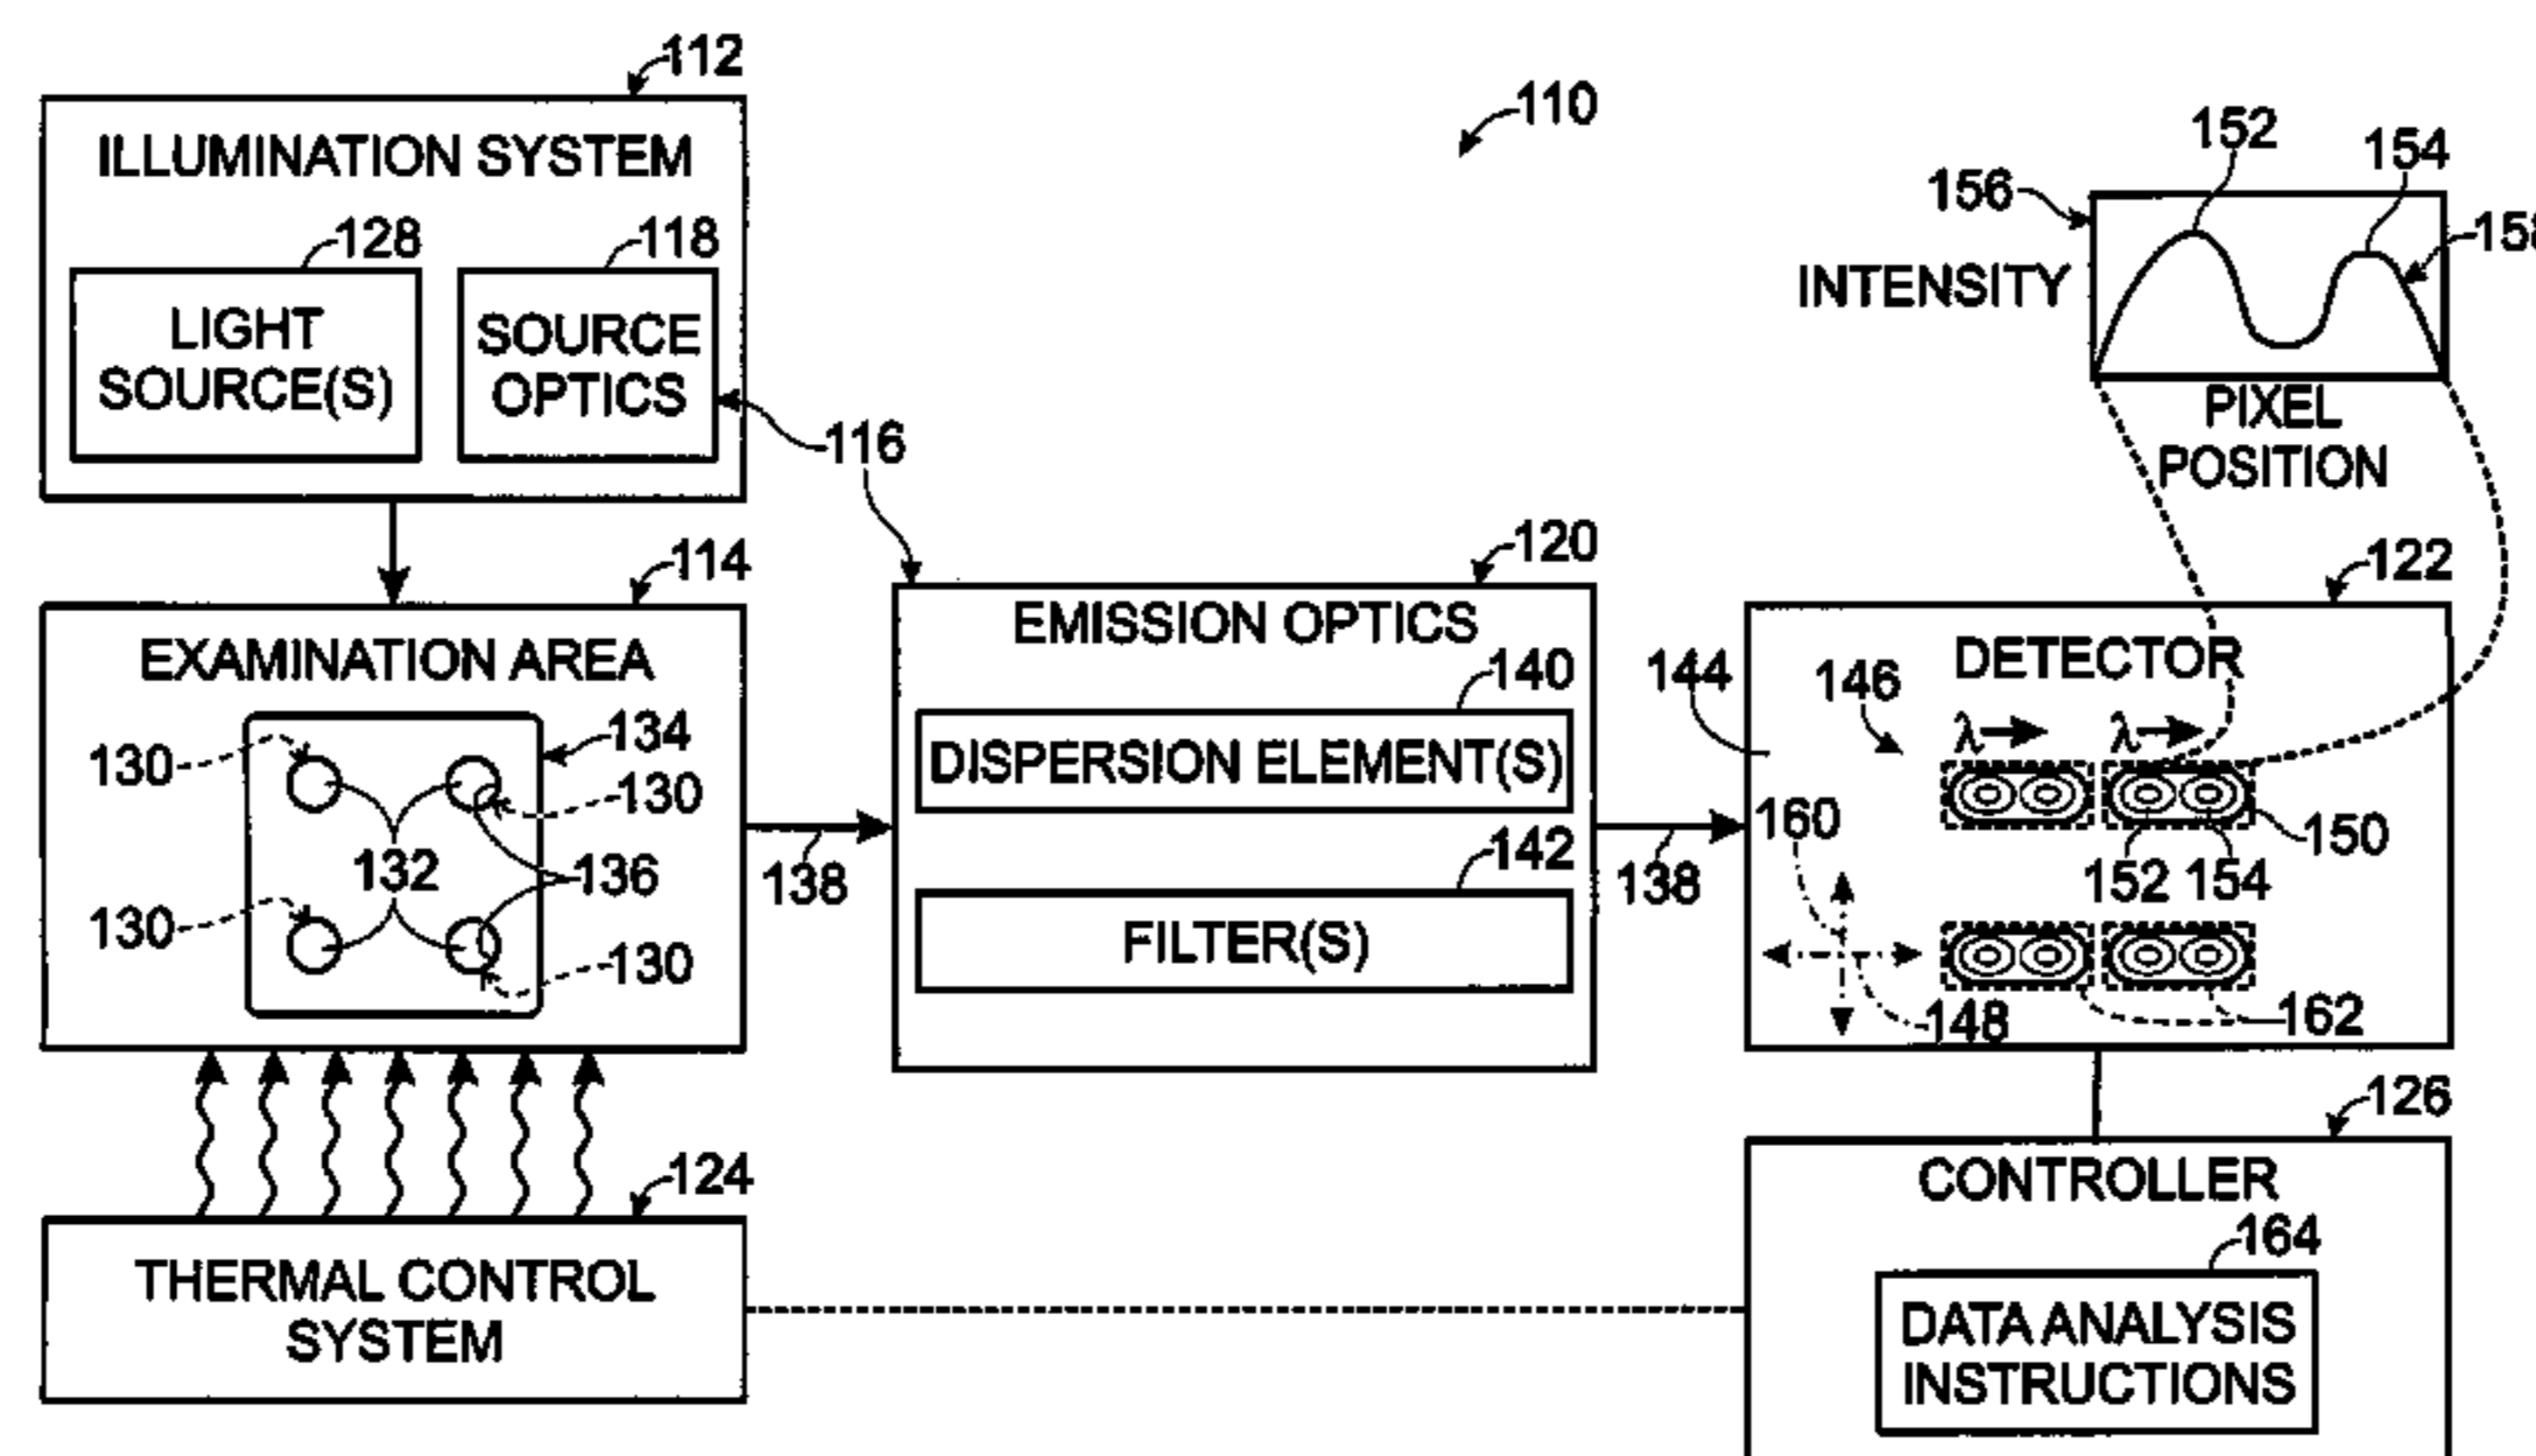 112
110
ILLUMINATION SYSTEM
128
118
LIGHT
SOURCE(S)
SOURCE
OPTICS
116
152
154
156
INTENSITY
PIXEL
POSITION
114
EXAMINATION AREA
134
130
130
132
136
130
130
138
120
EMISSION OPTICS
140
DISPERSION ELEMENT(S)
142
FILTER(S)
138
122
DETECTOR
144
146
λ
λ
160
150
152
154
148
162
124
THERMAL CONTROL
SYSTEM
126
CONTROLLER
164
DATA ANALYSIS
INSTRUCTIONS